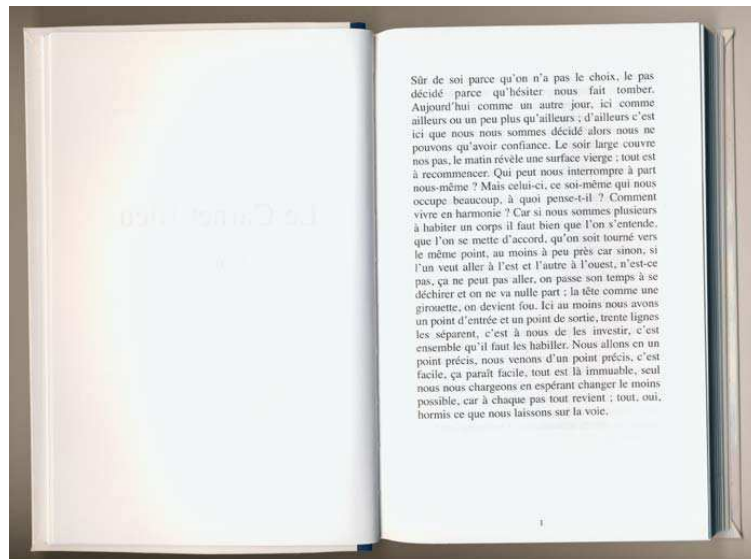 Sûr de soi parce qu'on n'a pas le choix, le pas
décidé parce qu'hésiter nous fait tomber.
Aujourd'hui comme un autre jour, ici comme
ailleurs ou un peu plus qu'ailleurs ; d'ailleurs c'est
ici que nous nous sommes décidé alors nous ne
pouvons qu'avoir confiance. Le soir large couvre
nos pas, le matin révèle une surface vierge ; tout est
à recommencer. Qui peut nous interrompre à part
nous-même ? Mais celui-ci, ce soi-même qui nous
occupe beaucoup, à quoi pense-t-il ? Comment
vivre en harmonie ? Car si nous sommes plusieurs
à habiter un corps il faut bien que l'on s'entende,
que l'on se mette d'accord, qu'on soit tourné vers
le même point, au moins à peu près car sinon, si
l'un veut aller à l'est et l'autre à l'ouest, n'est-ce
pas, ça ne peut pas aller, on passe son temps à se
déchirer et on ne va nulle part ; la tête comme une
girouette, on devient fou. Ici au moins nous avons
un point d'entrée et un point de sortie, trente lignes
les séparent, c'est à nous de les investir, c'est
ensemble qu'il faut les habiller. Nous allons en un
point précis, nous venons d'un point précis, c'est
facile, ça paraît facile, tout est là immuable, seul
nous nous chargeons en espérant changer le moins
possible, car à chaque pas tout revient ; tout, oui,
hormis ce que nous laissons sur la voie.
1